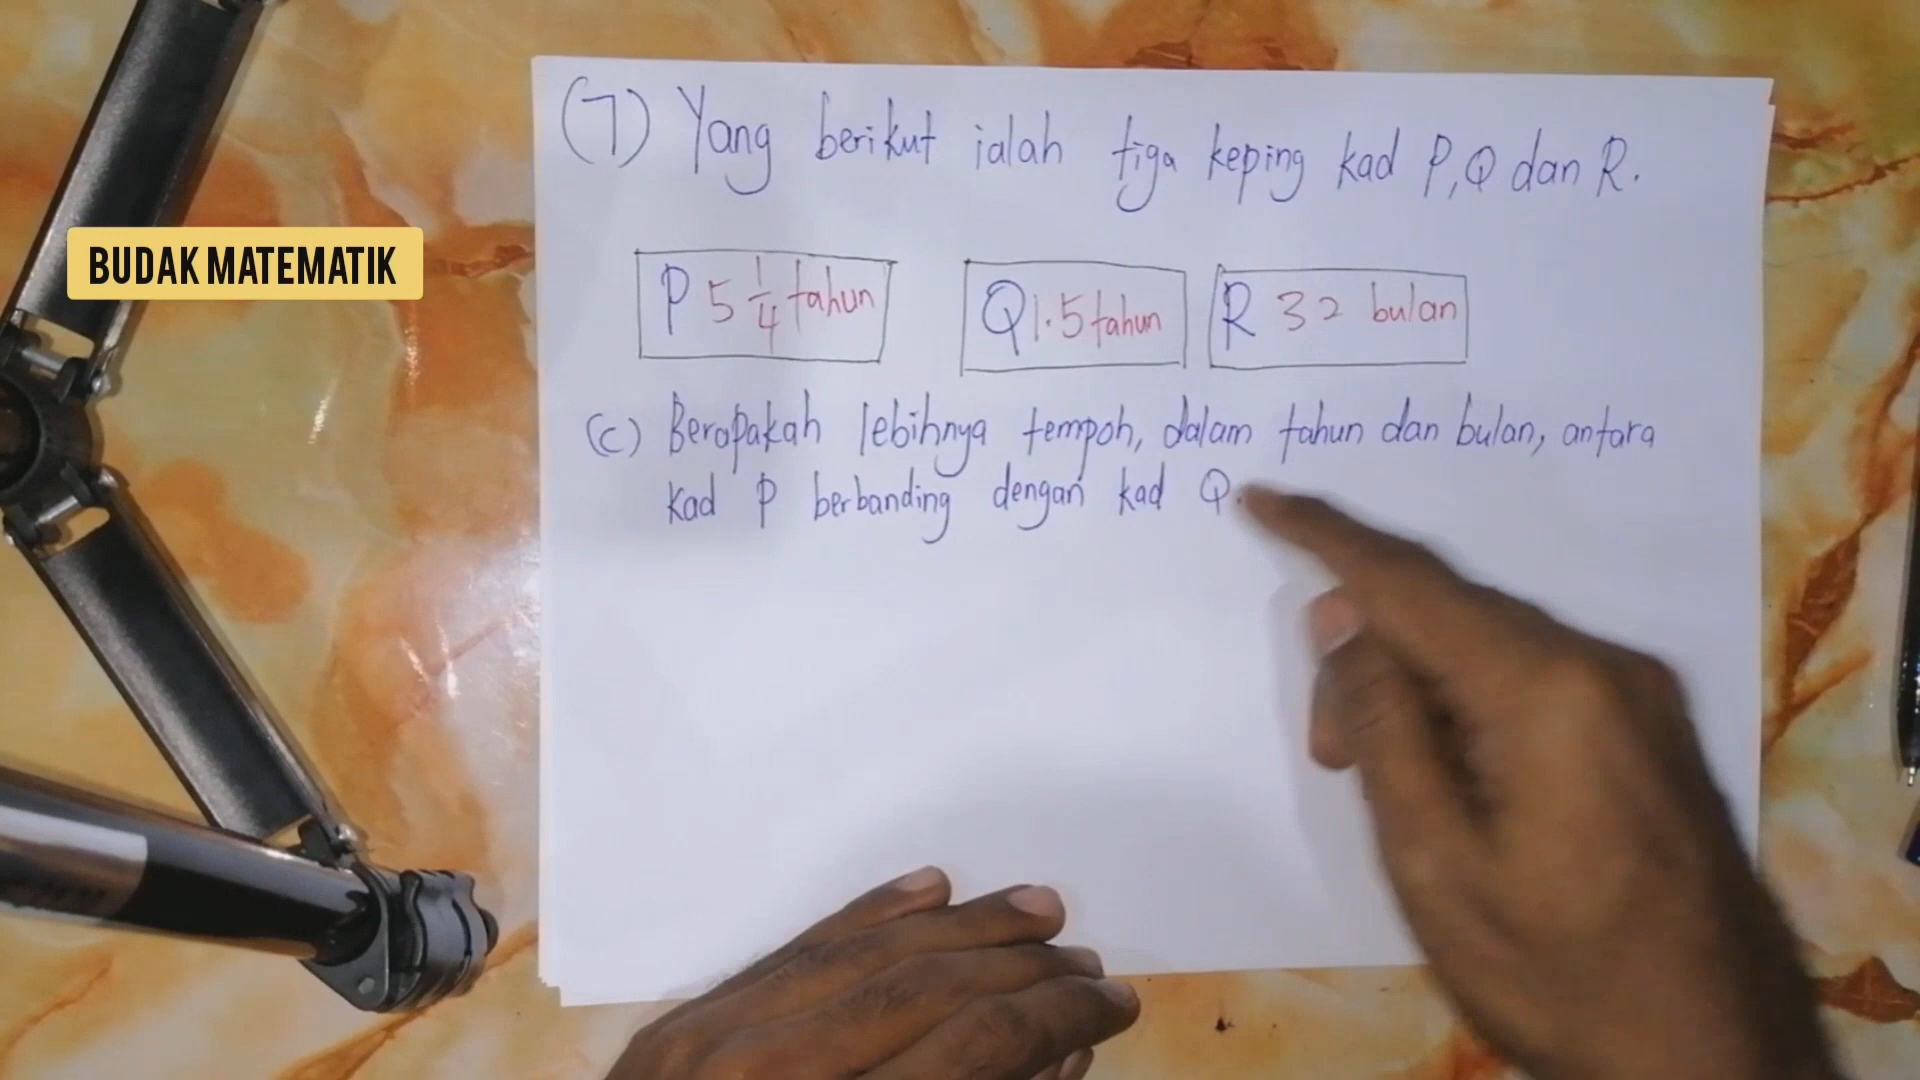 (7) Yang berikut ialah tiga keping kad P, Q dan R.
BUDAK MATEMATIK
P 5 1/4 tahun
Q 1.5 tahun
R 32 bulan
(c) Berapakah lebihnya tempoh, dalam tahun dan bulan, antara
kad P berbanding dengan kad Q.